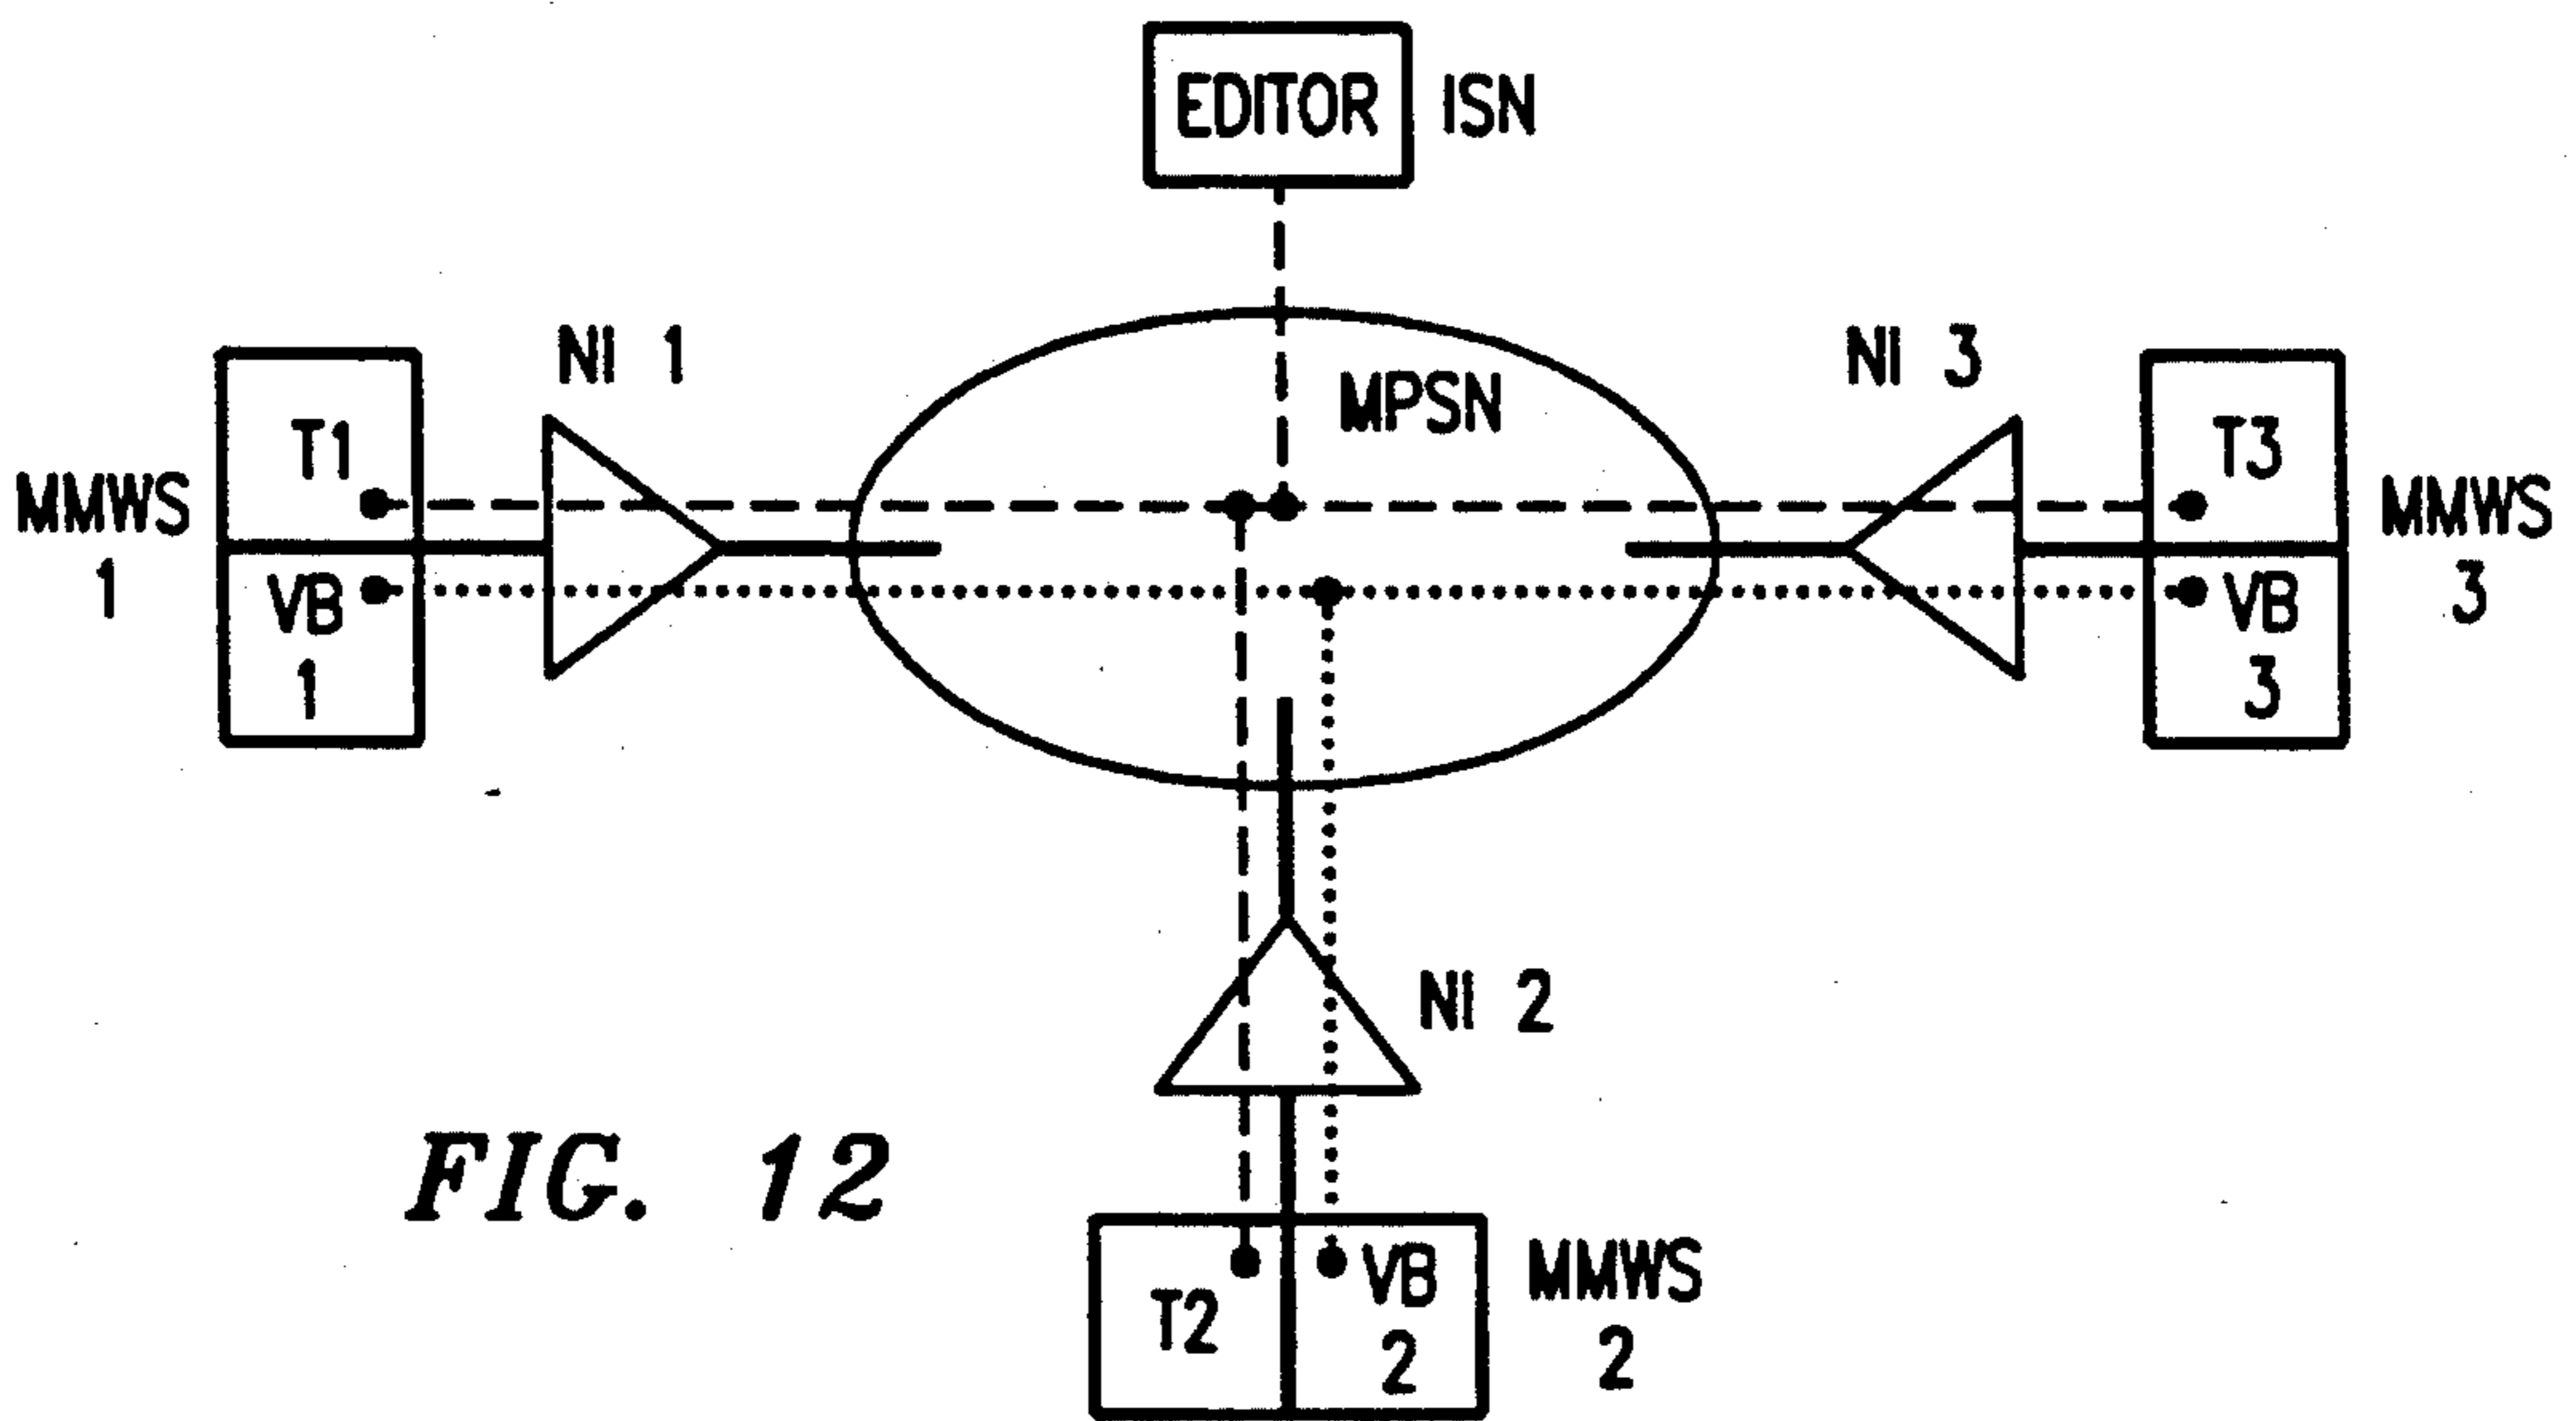 EDITOR ISN
NI 1
MPSN
NI 3
T1
T3
MMWS
1
MMWS
3
VB
1
VB
3
NI 2
FIG. 12
T2
VB
2
MMWS
2